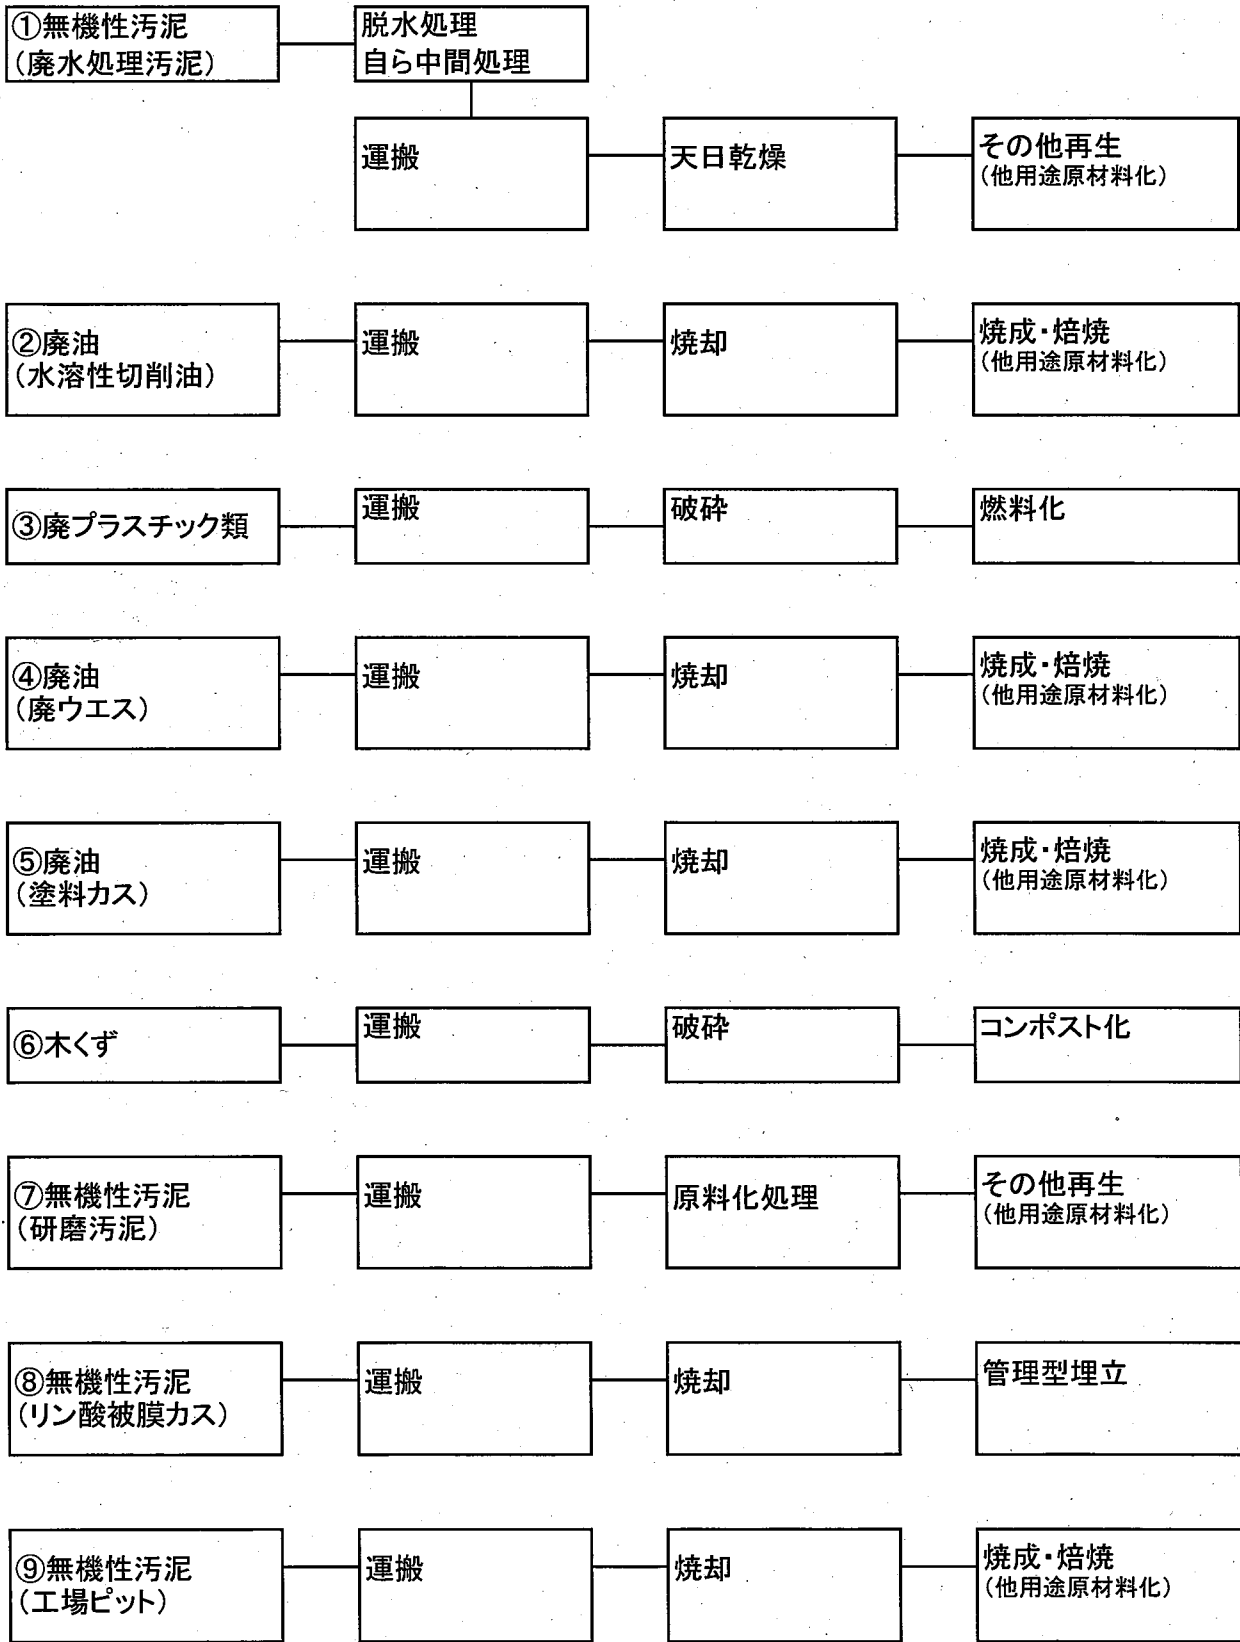 ①無機性汚泥
(廃水処理汚泥)
脱水処理
自ら中間処理
運搬
天日乾燥
その他再生
(他用途原材料化)
②廃油
(水溶性切削油)
運搬
焼却
焼成・焙焼
(他用途原材料化)
③廃プラスチック類
運搬
破砕
燃料化
④廃油
(廃ウエス)
運搬
焼却
焼成・焙焼
(他用途原材料化)
⑤廃油
(塗料カス)
運搬
焼却
焼成・焙焼
(他用途原材料化)
⑥木くず
運搬
破砕
コンポスト化
⑦無機性汚泥
(研磨汚泥)
運搬
原料化処理
その他再生
(他用途原材料化)
⑧無機性汚泥
(リン酸被膜カス)
運搬
焼却
管理型埋立
⑨無機性汚泥
(工場ピット)
運搬
焼却
焼成・焙焼
(他用途原材料化)